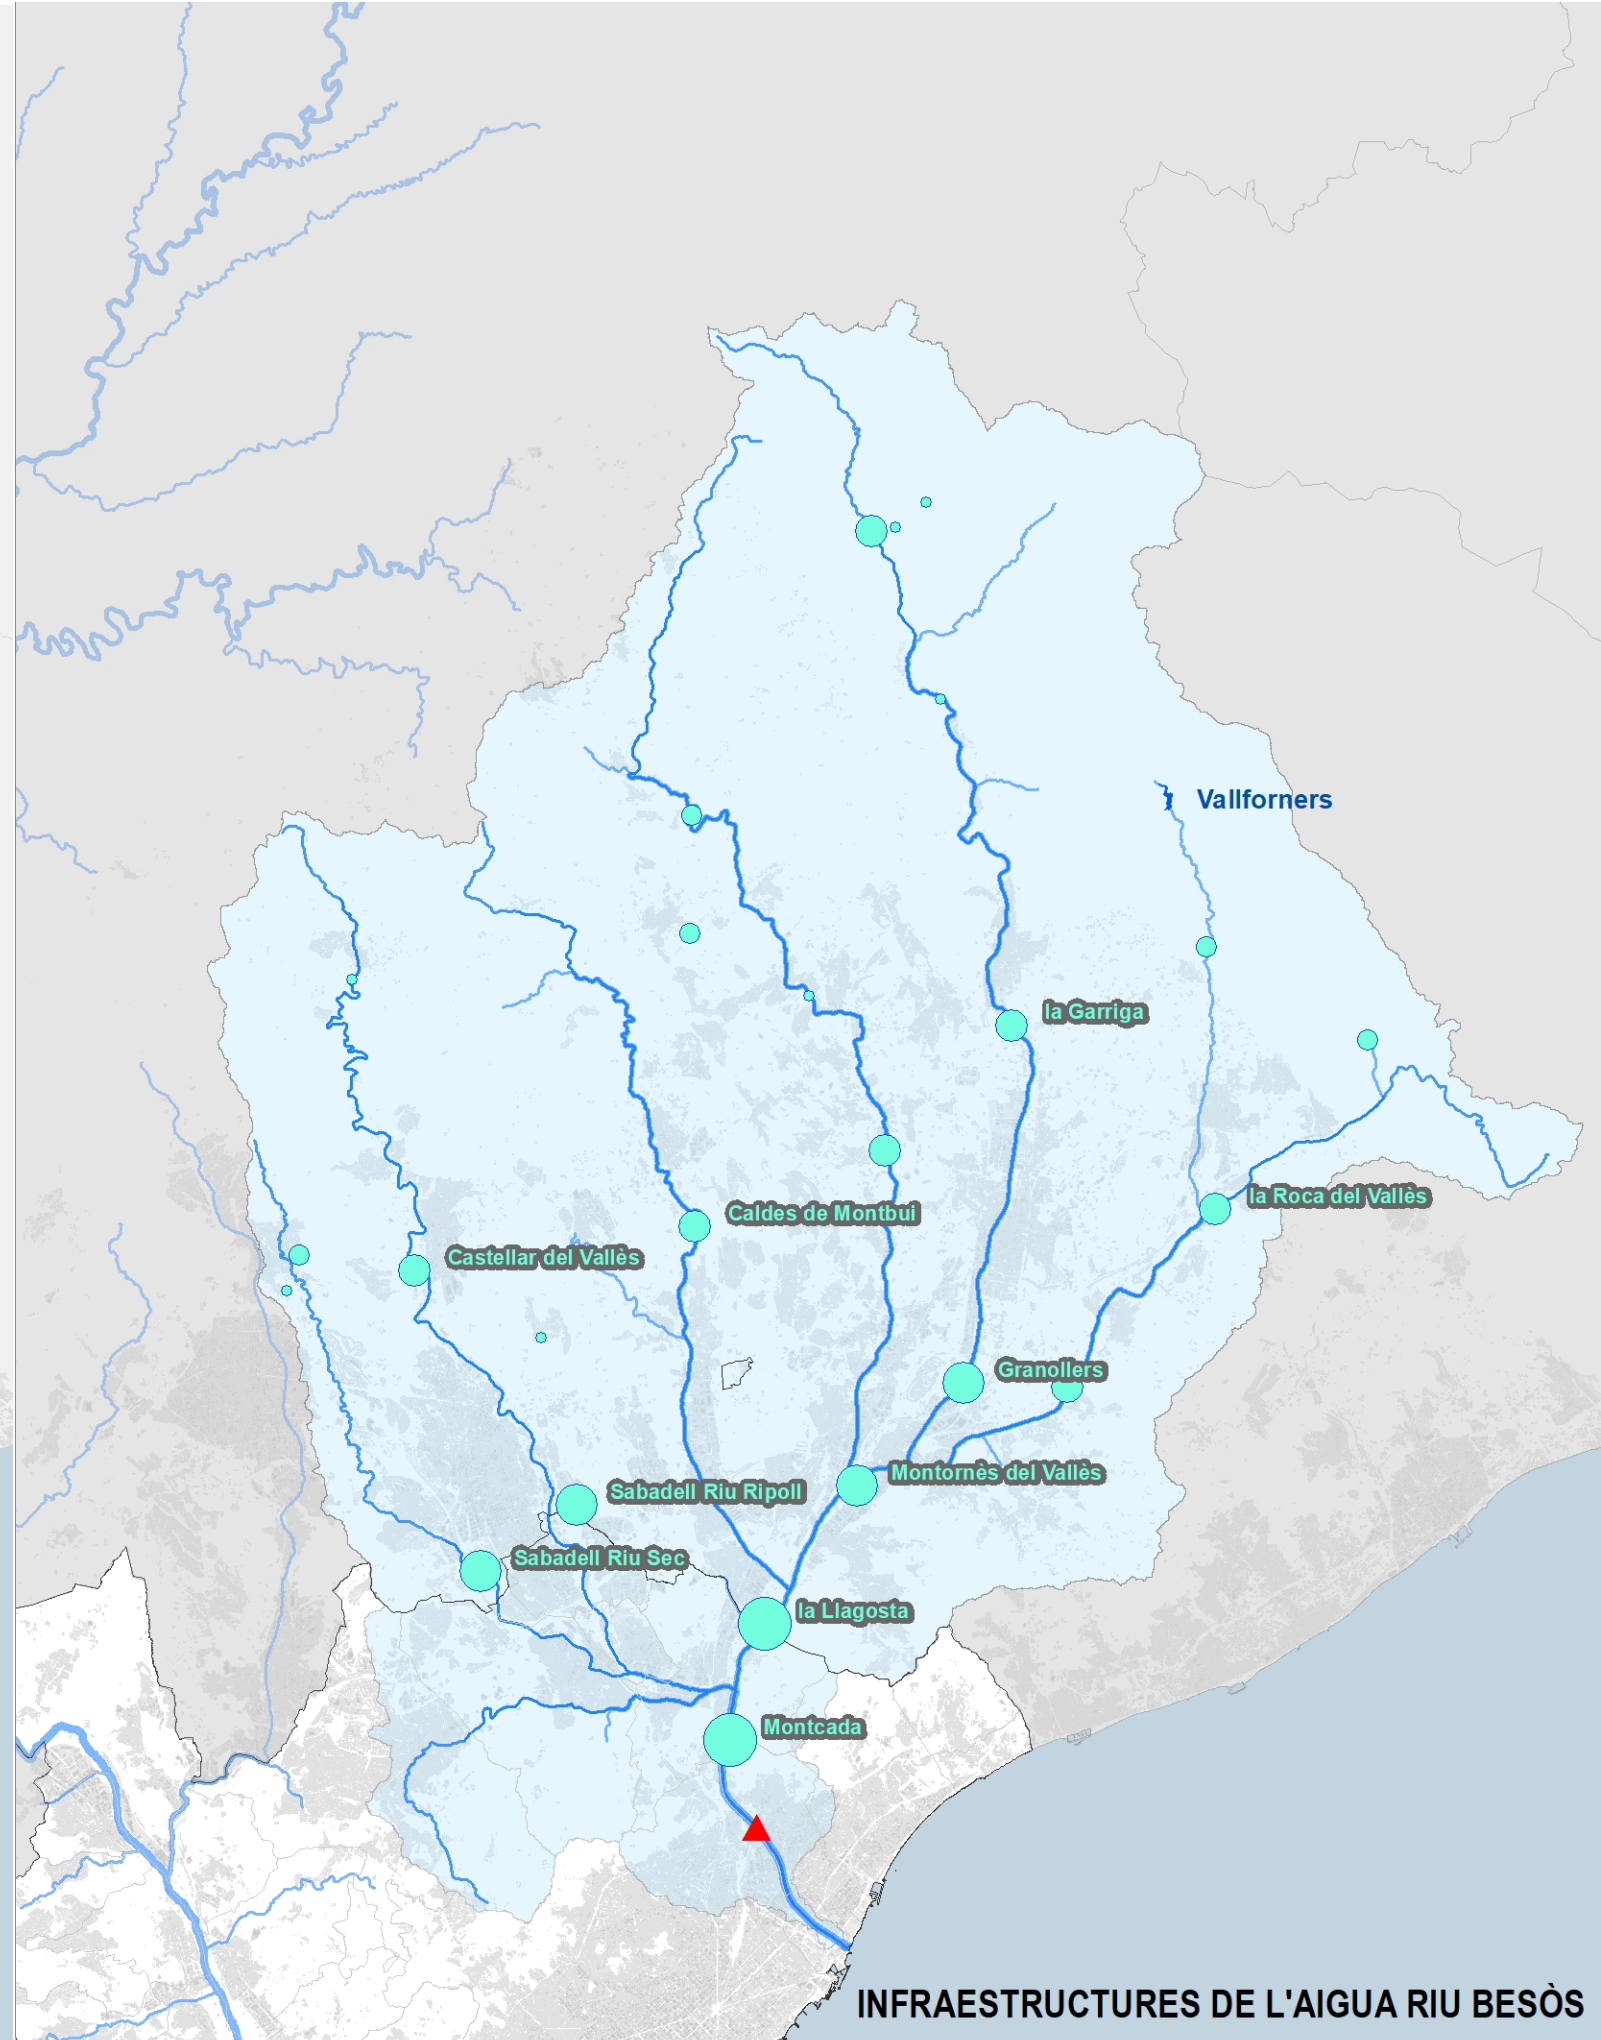 Vallforners
la Garriga
la Roca del Vallès
Caldes de Montbui
Castellar del Vallès
Granollers
Montornès del Vallès
Sabadell Riu Ripoll
Sabadell Riu Sec
la Llagosta
Montcada
INFRAESTRUCTURES DE L'AIGUA RIU BESÒS